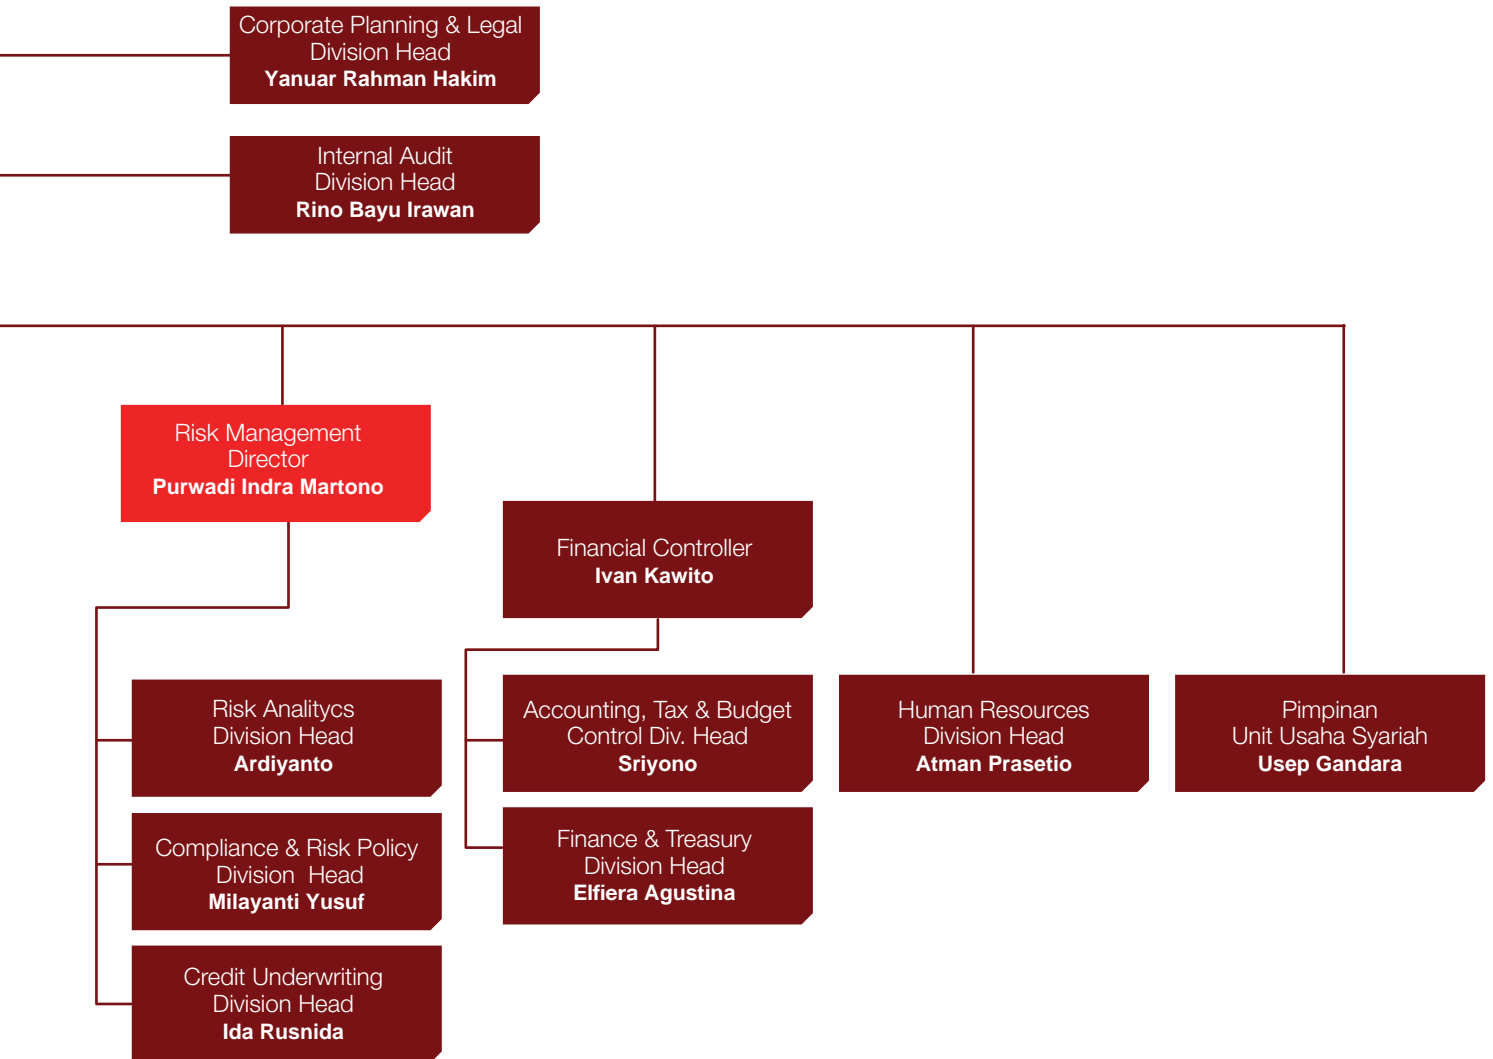 Corporate Planning & Legal
Division Head
Yanuar Rahman Hakim
Internal Audit
Division Head
Rino Bayu Irawan
Risk Management
Director
Purwadi Indra Martono
Financial Controller
Ivan Kawito
Risk Analitycs
Division Head
Ardiyanto
Accounting, Tax & Budget
Control Div. Head
Sriyono
Human Resources
Division Head
Atman Prasetio
Pimpinan
Unit Usaha Syariah
Usep Gandara
Compliance & Risk Policy
Division Head
Milayanti Yusuf
Finance & Treasury
Division Head
Elfiera Agustina
Credit Underwriting
Division Head
Ida Rusnida